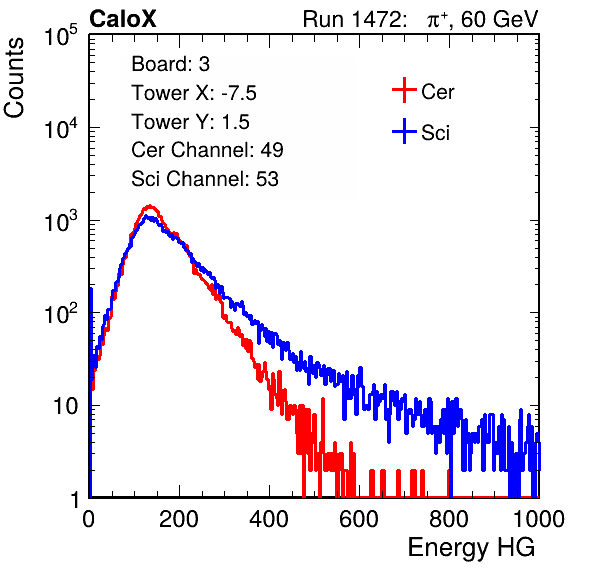 CaloX Run 1472: π⁺, 60 GeV
Counts
Board: 3
Tower X: -7.5
Tower Y: 1.5
Cer Channel: 49
Sci Channel: 53
Cer
Sci
10⁵
10⁴
10³
10²
10
1
0 200 400 600 800 1000
Energy HG